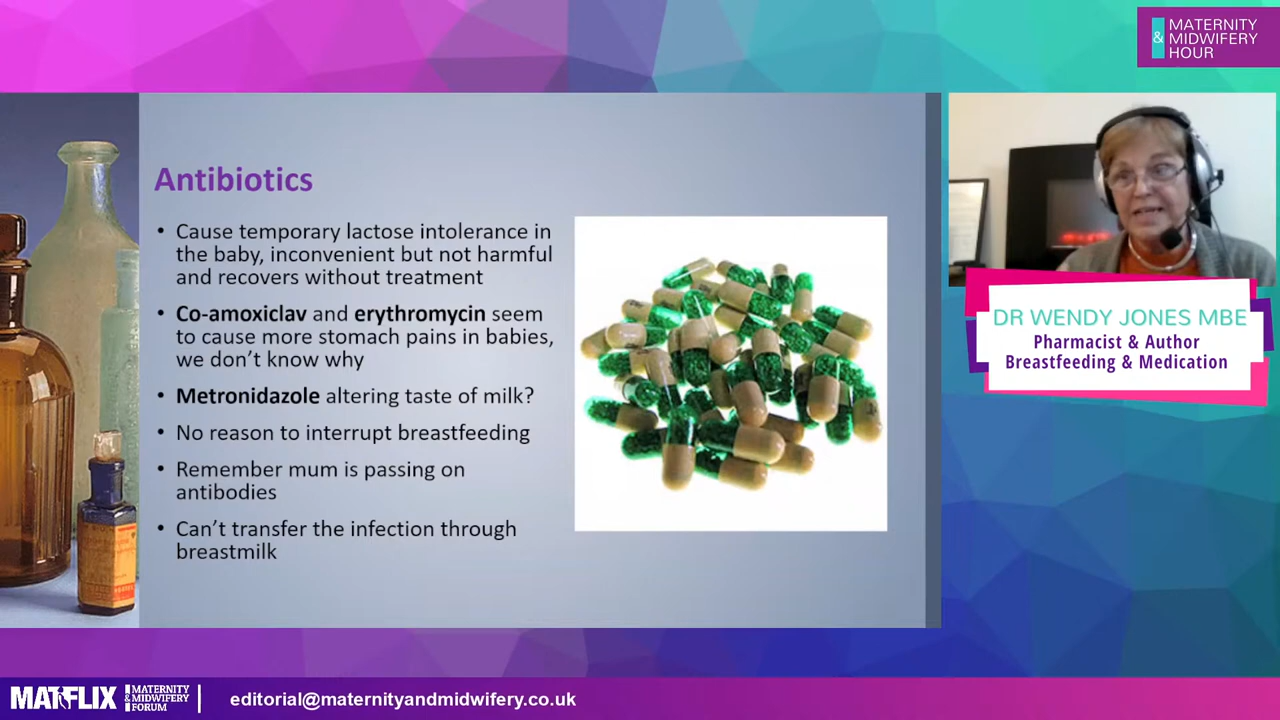 MATERNITY
& MIDWIFERY
HOUR
Antibiotics
• Cause temporary lactose intolerance in
the baby, inconvenient but not harmful
and recovers without treatment
• Co-amoxiclav and erythromycin seem
to cause more stomach pains in babies,
we don’t know why
• Metronidazole altering taste of milk?
• No reason to interrupt breastfeeding
• Remember mum is passing on
antibodies
• Can’t transfer the infection through
breastmilk
DR WENDY JONES MBE
Pharmacist & Author
Breastfeeding & Medication
MATFLIX
MATERNITY
& MIDWIFERY
FORUM
editorial@maternityandmidwifery.co.uk